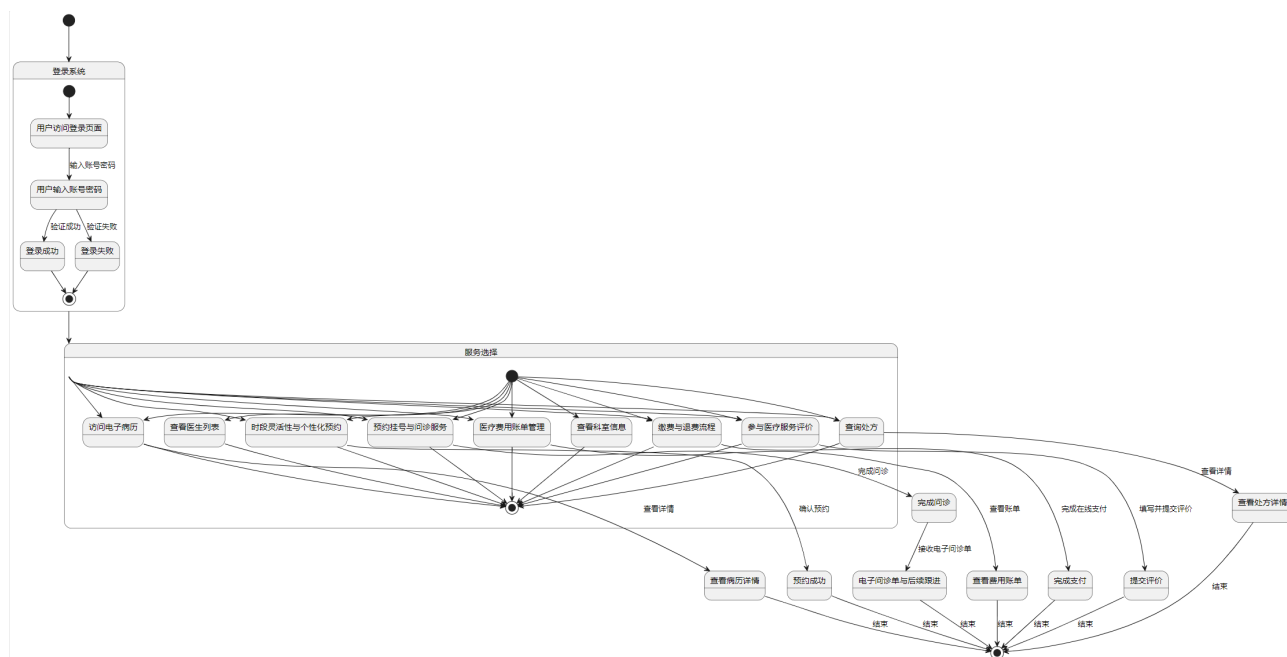 登录系统
用户访问登录页面
输入账号密码
用户输入账号密码
验证成功
验证失败
登录成功
登录失败
服务选择
访问电子病历
查看医生列表
时段灵活性与个性化预约
预约挂号与问诊服务
医疗费用账单管理
查看科室信息
缴费与退费流程
参与医疗服务评价
查询处方
完成问诊
查看详情
查看详情
确认预约
完成问诊
查看账单
完成在线支付
填写并提交评价
查看处方详情
接收电子问诊单
查看病历详情
预约成功
电子问诊单与后续跟进
查看费用账单
完成支付
提交评价
结束
结束
结束
结束
结束
结束
结束